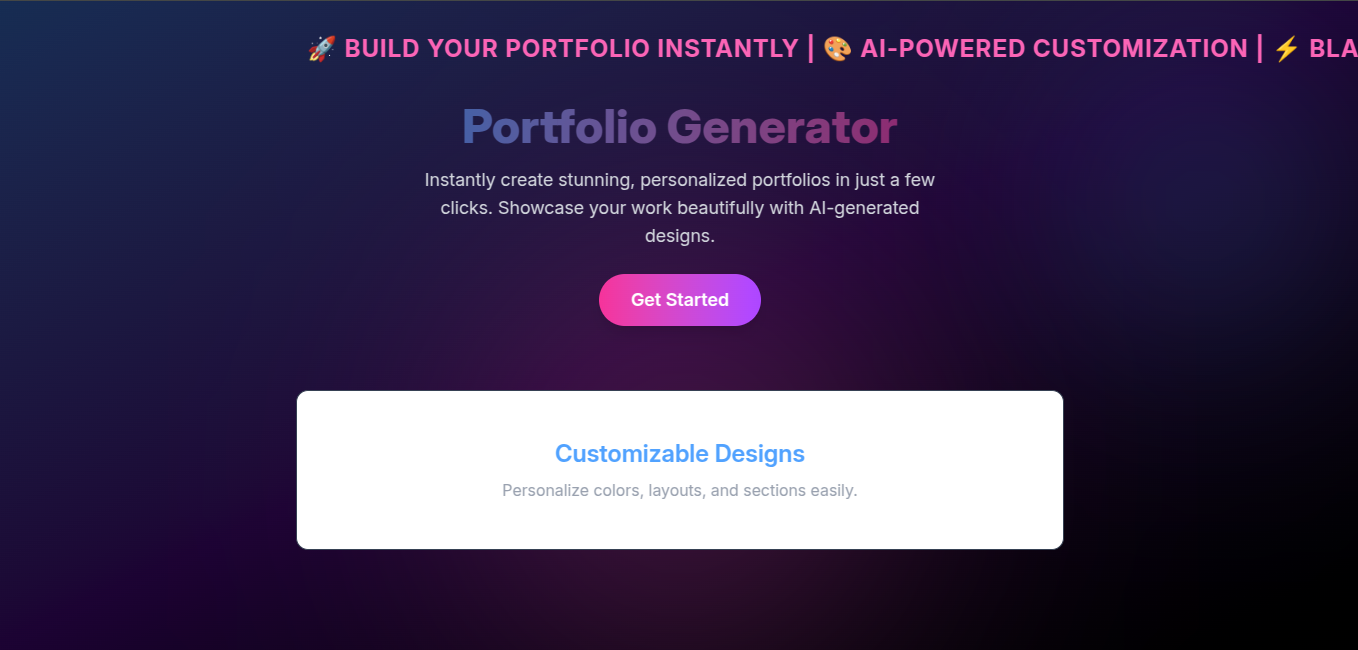 🚀 BUILD YOUR PORTFOLIO INSTANTLY | 🎨 AI-POWERED CUSTOMIZATION | ⚡ BLA
Portfolio Generator
Instantly create stunning, personalized portfolios in just a few
clicks. Showcase your work beautifully with AI-generated
designs.
Get Started
Customizable Designs
Personalize colors, layouts, and sections easily.